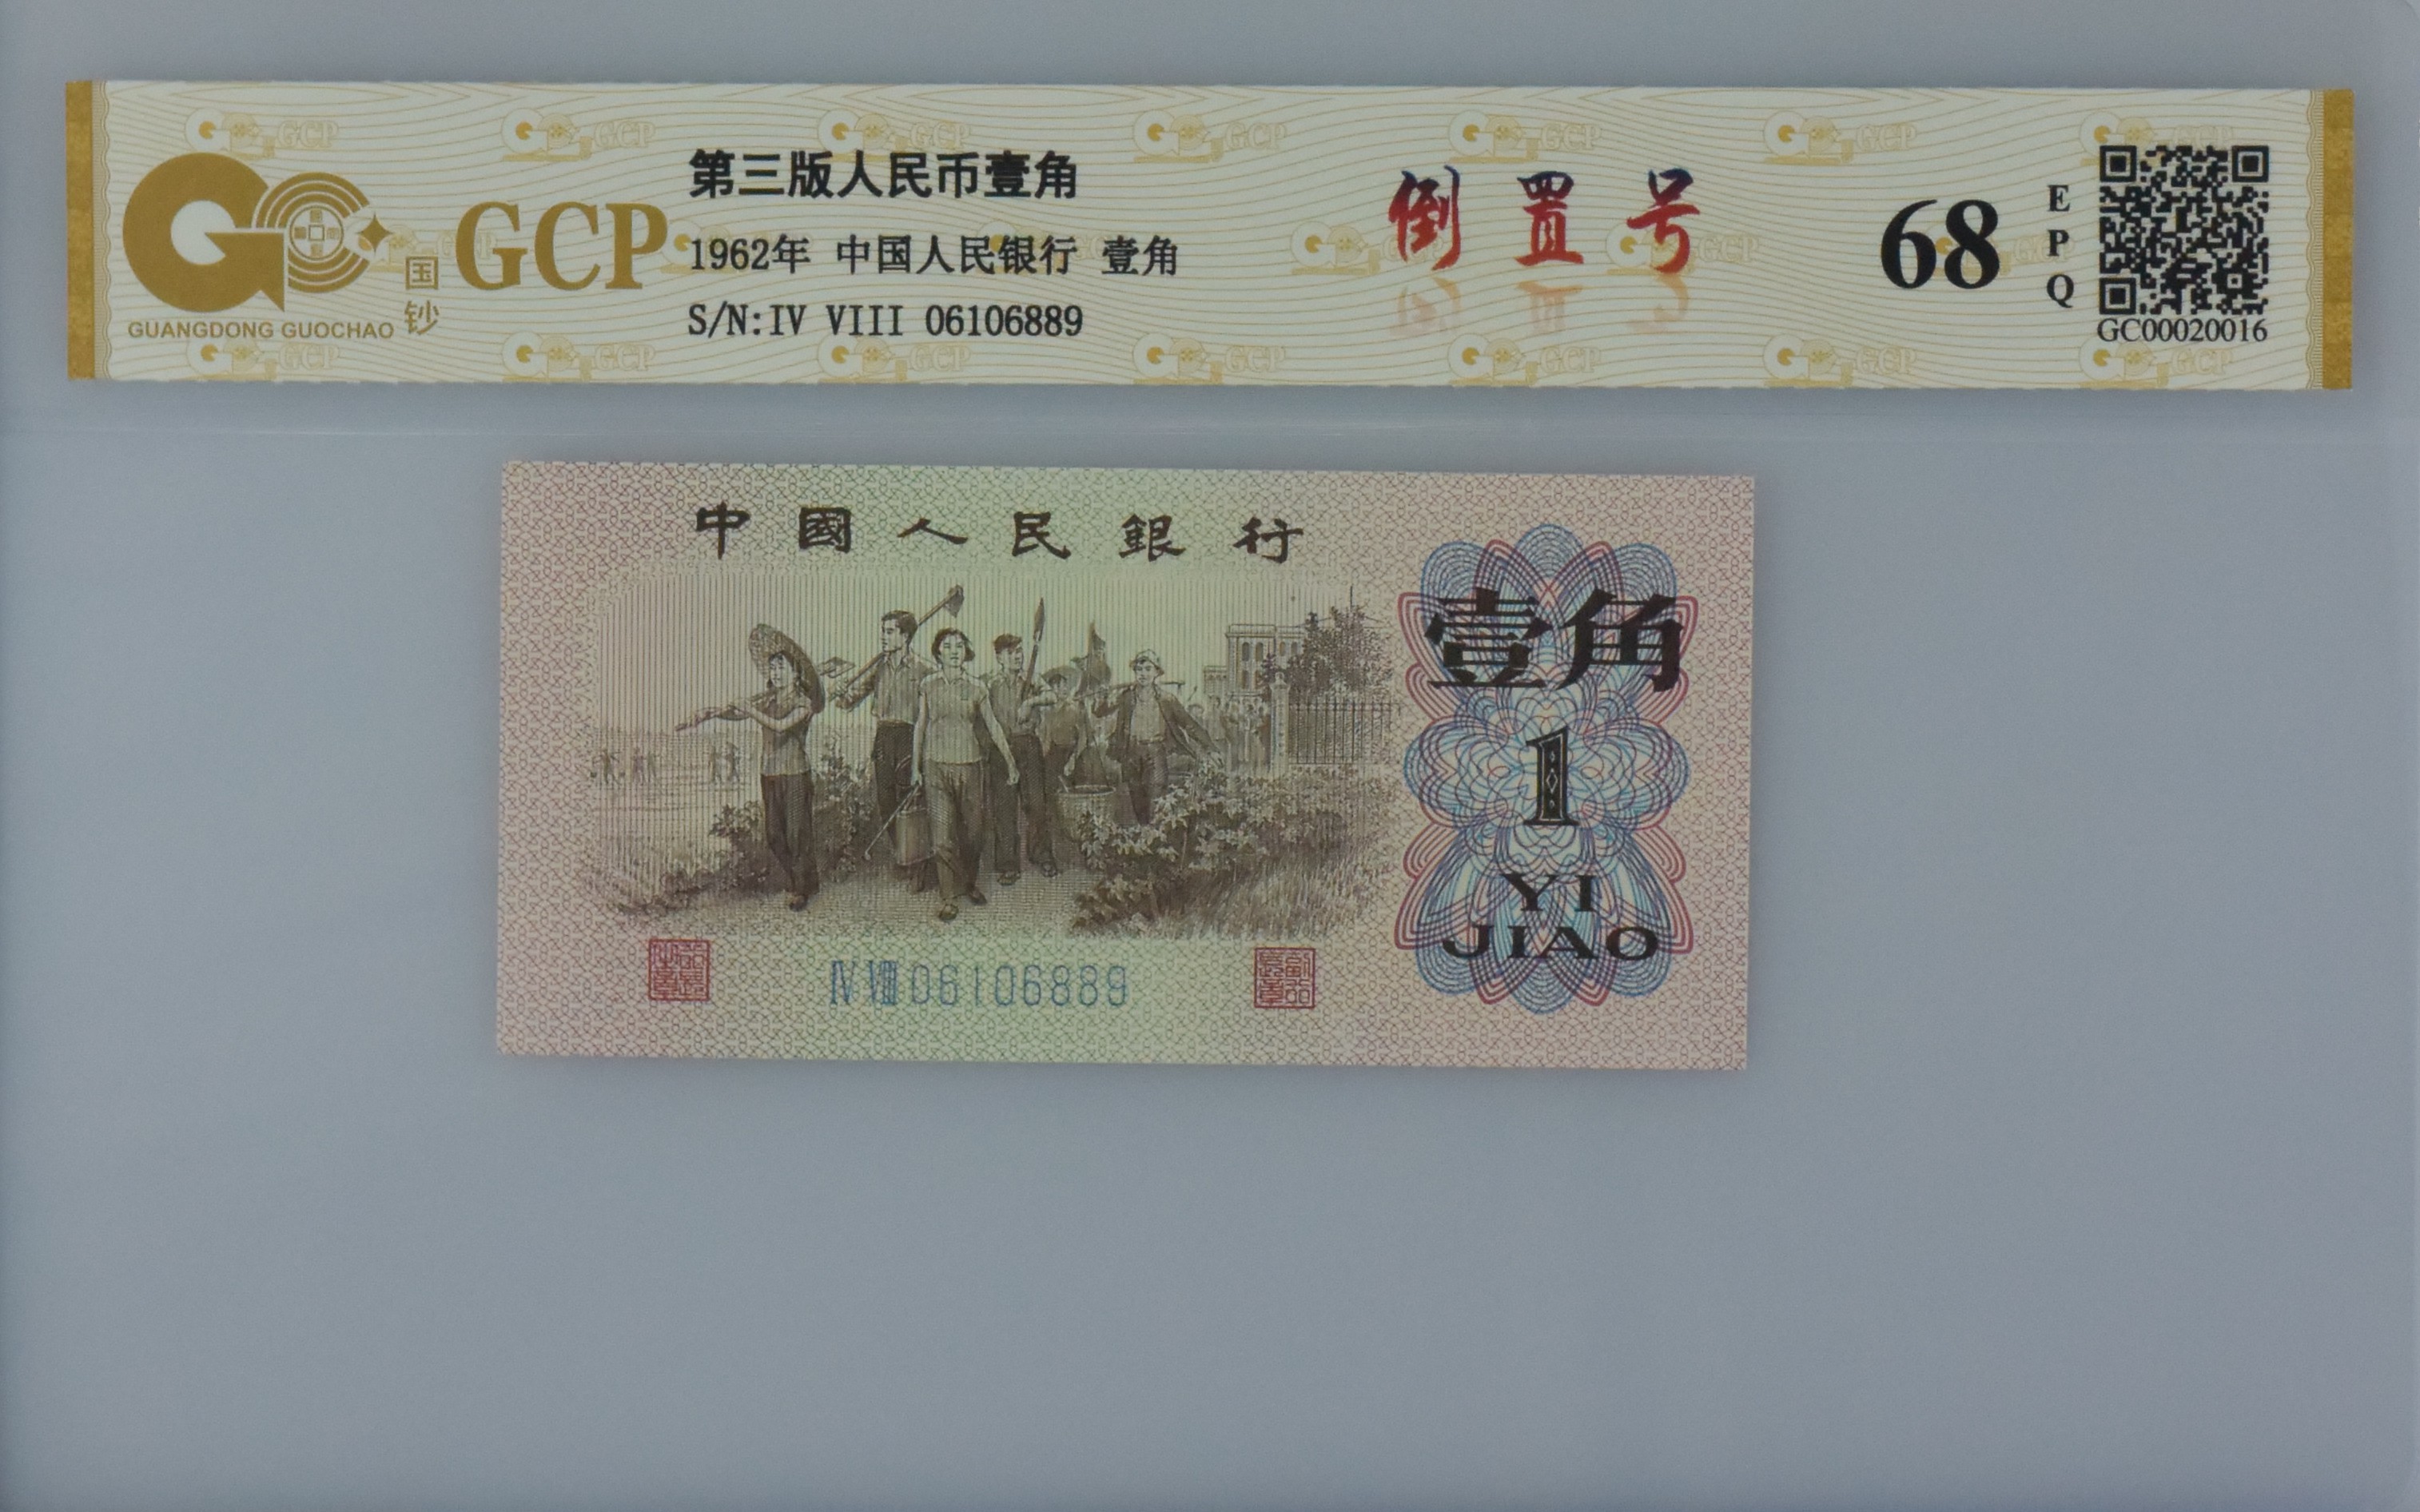 GUANGDONG GUOCHAO
国钞
GCP
第三版人民币壹角
1962年 中国人民银行 壹角
S/N:IV VIII 06106889
倒置号
68
EPQ
GC00020016
中國人民銀行
壹角
1
YI
JIAO
IV VIII 06106889